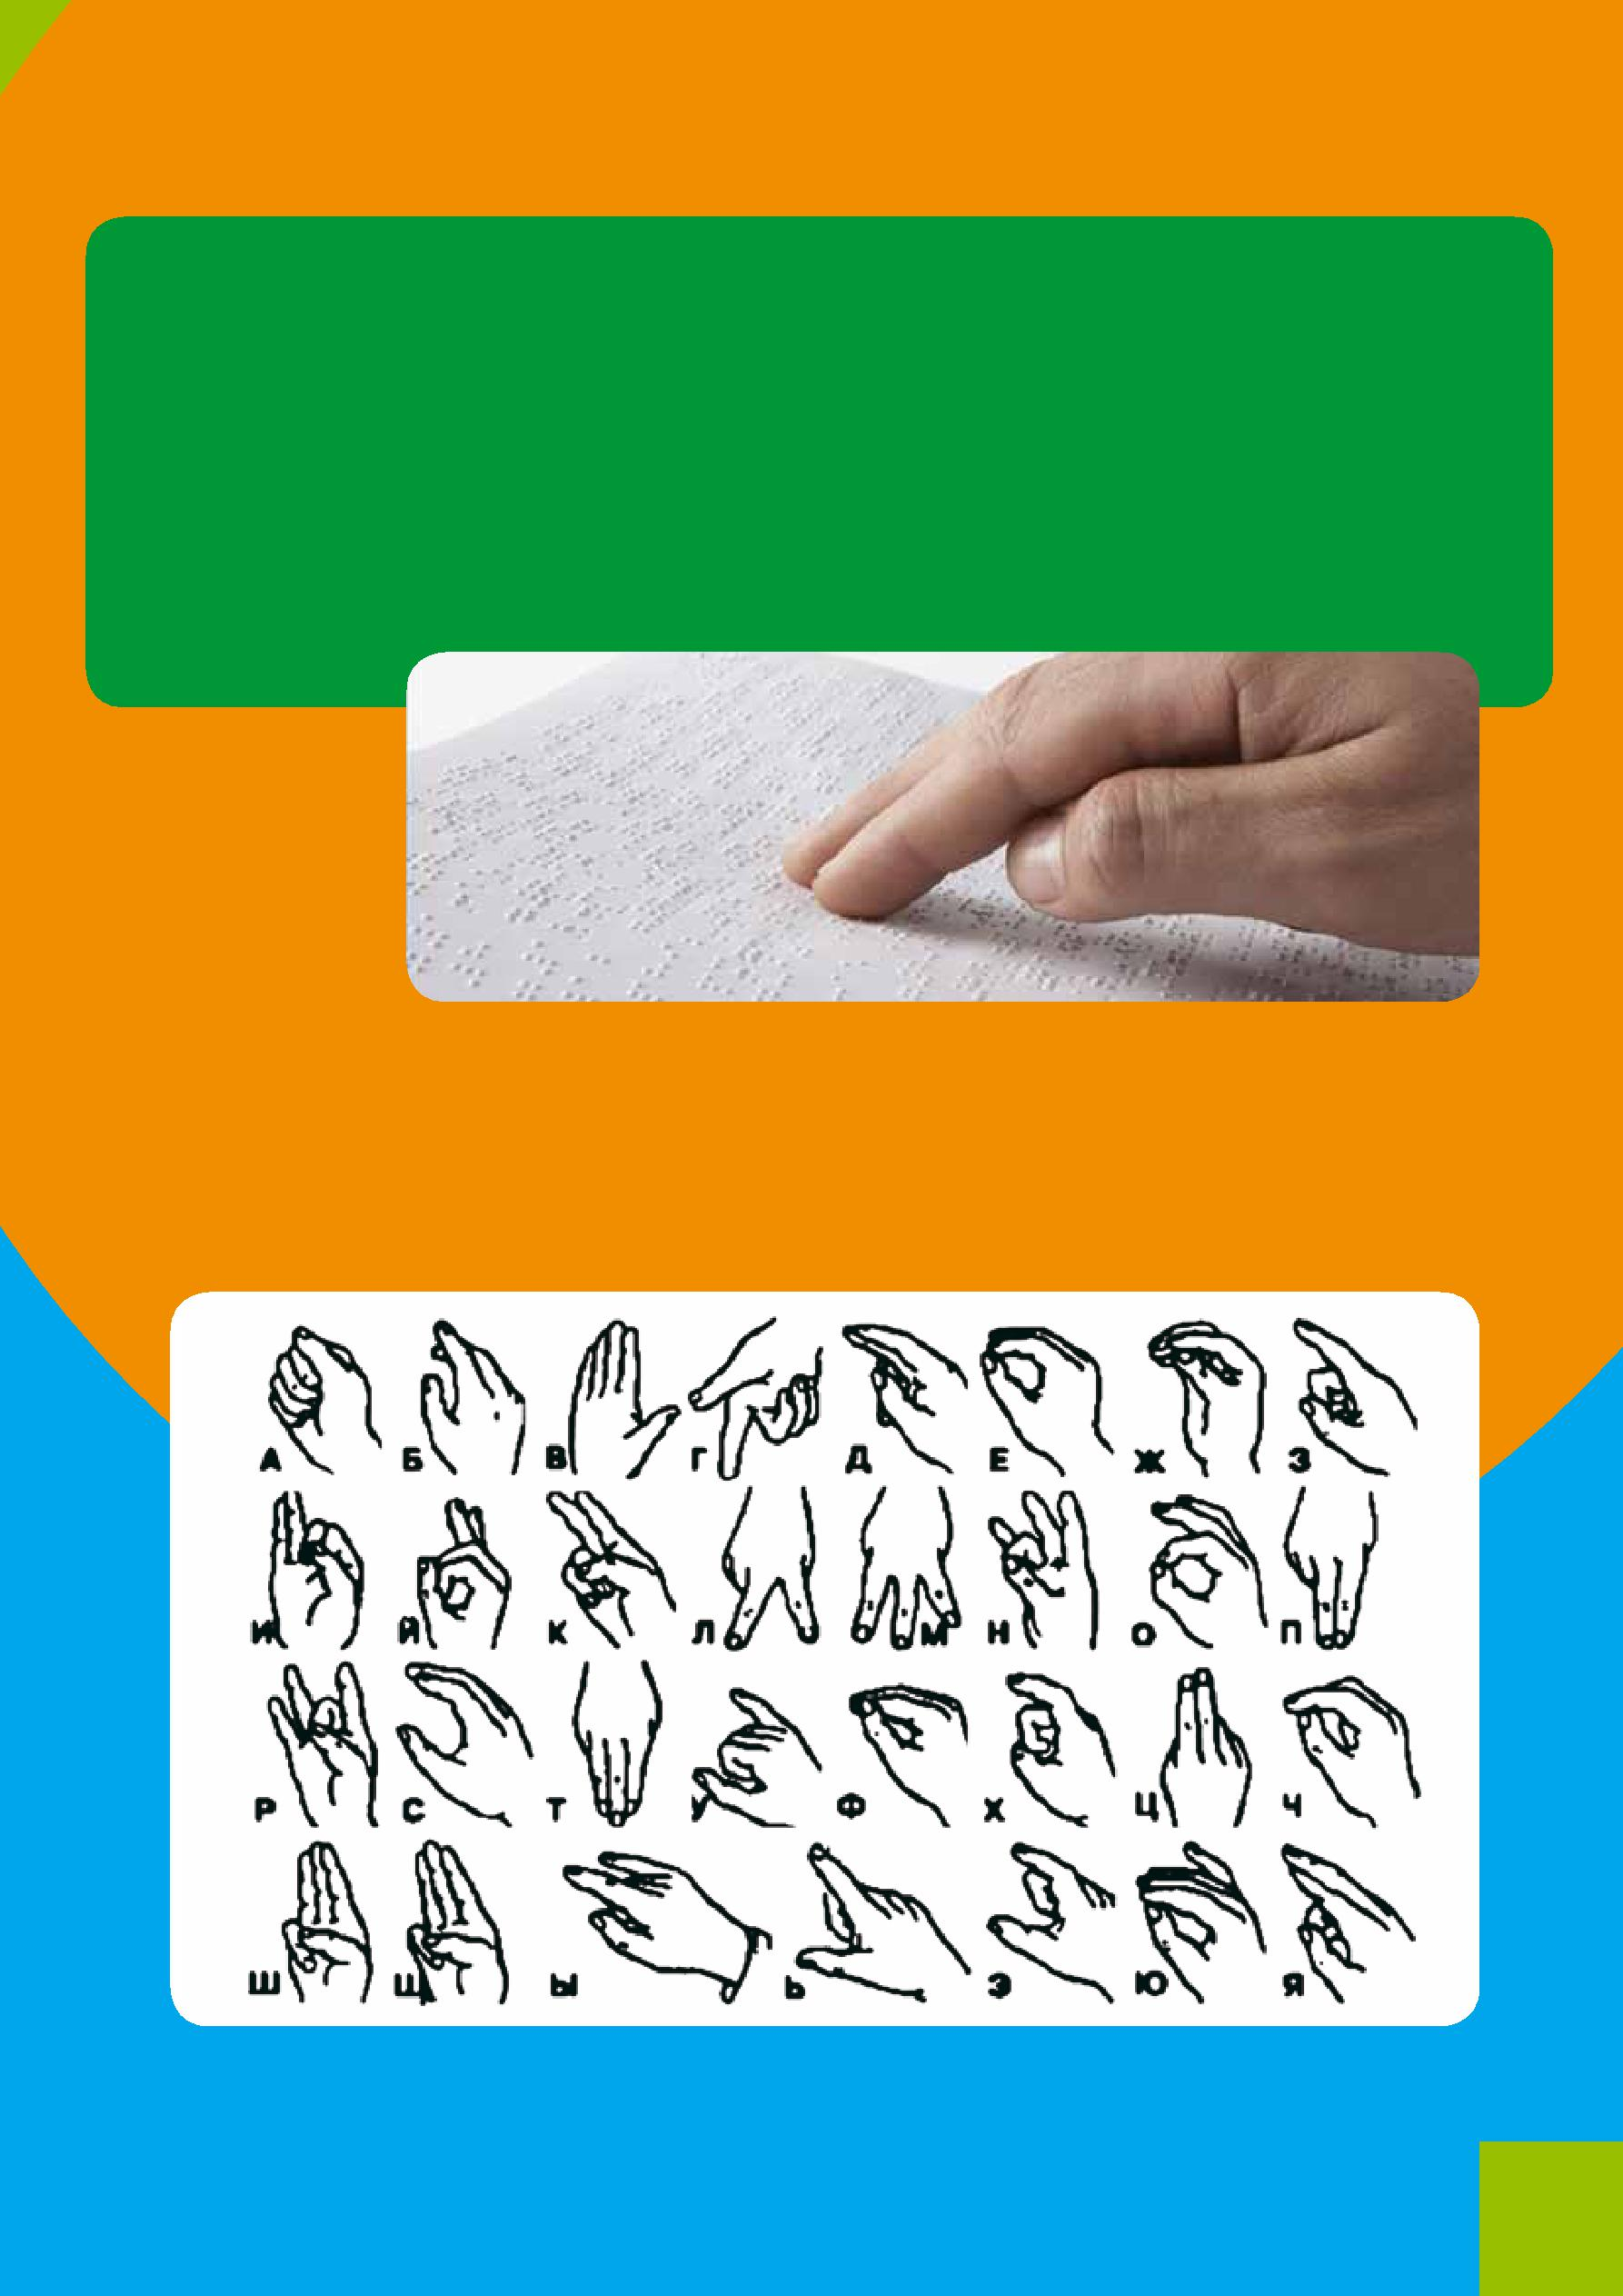 А Б В Г Д Е Ж З
И Й К Л М Н О П
Р С Т У Ф Х Ц Ч
Ш Щ Ы Ь Э Ю Я